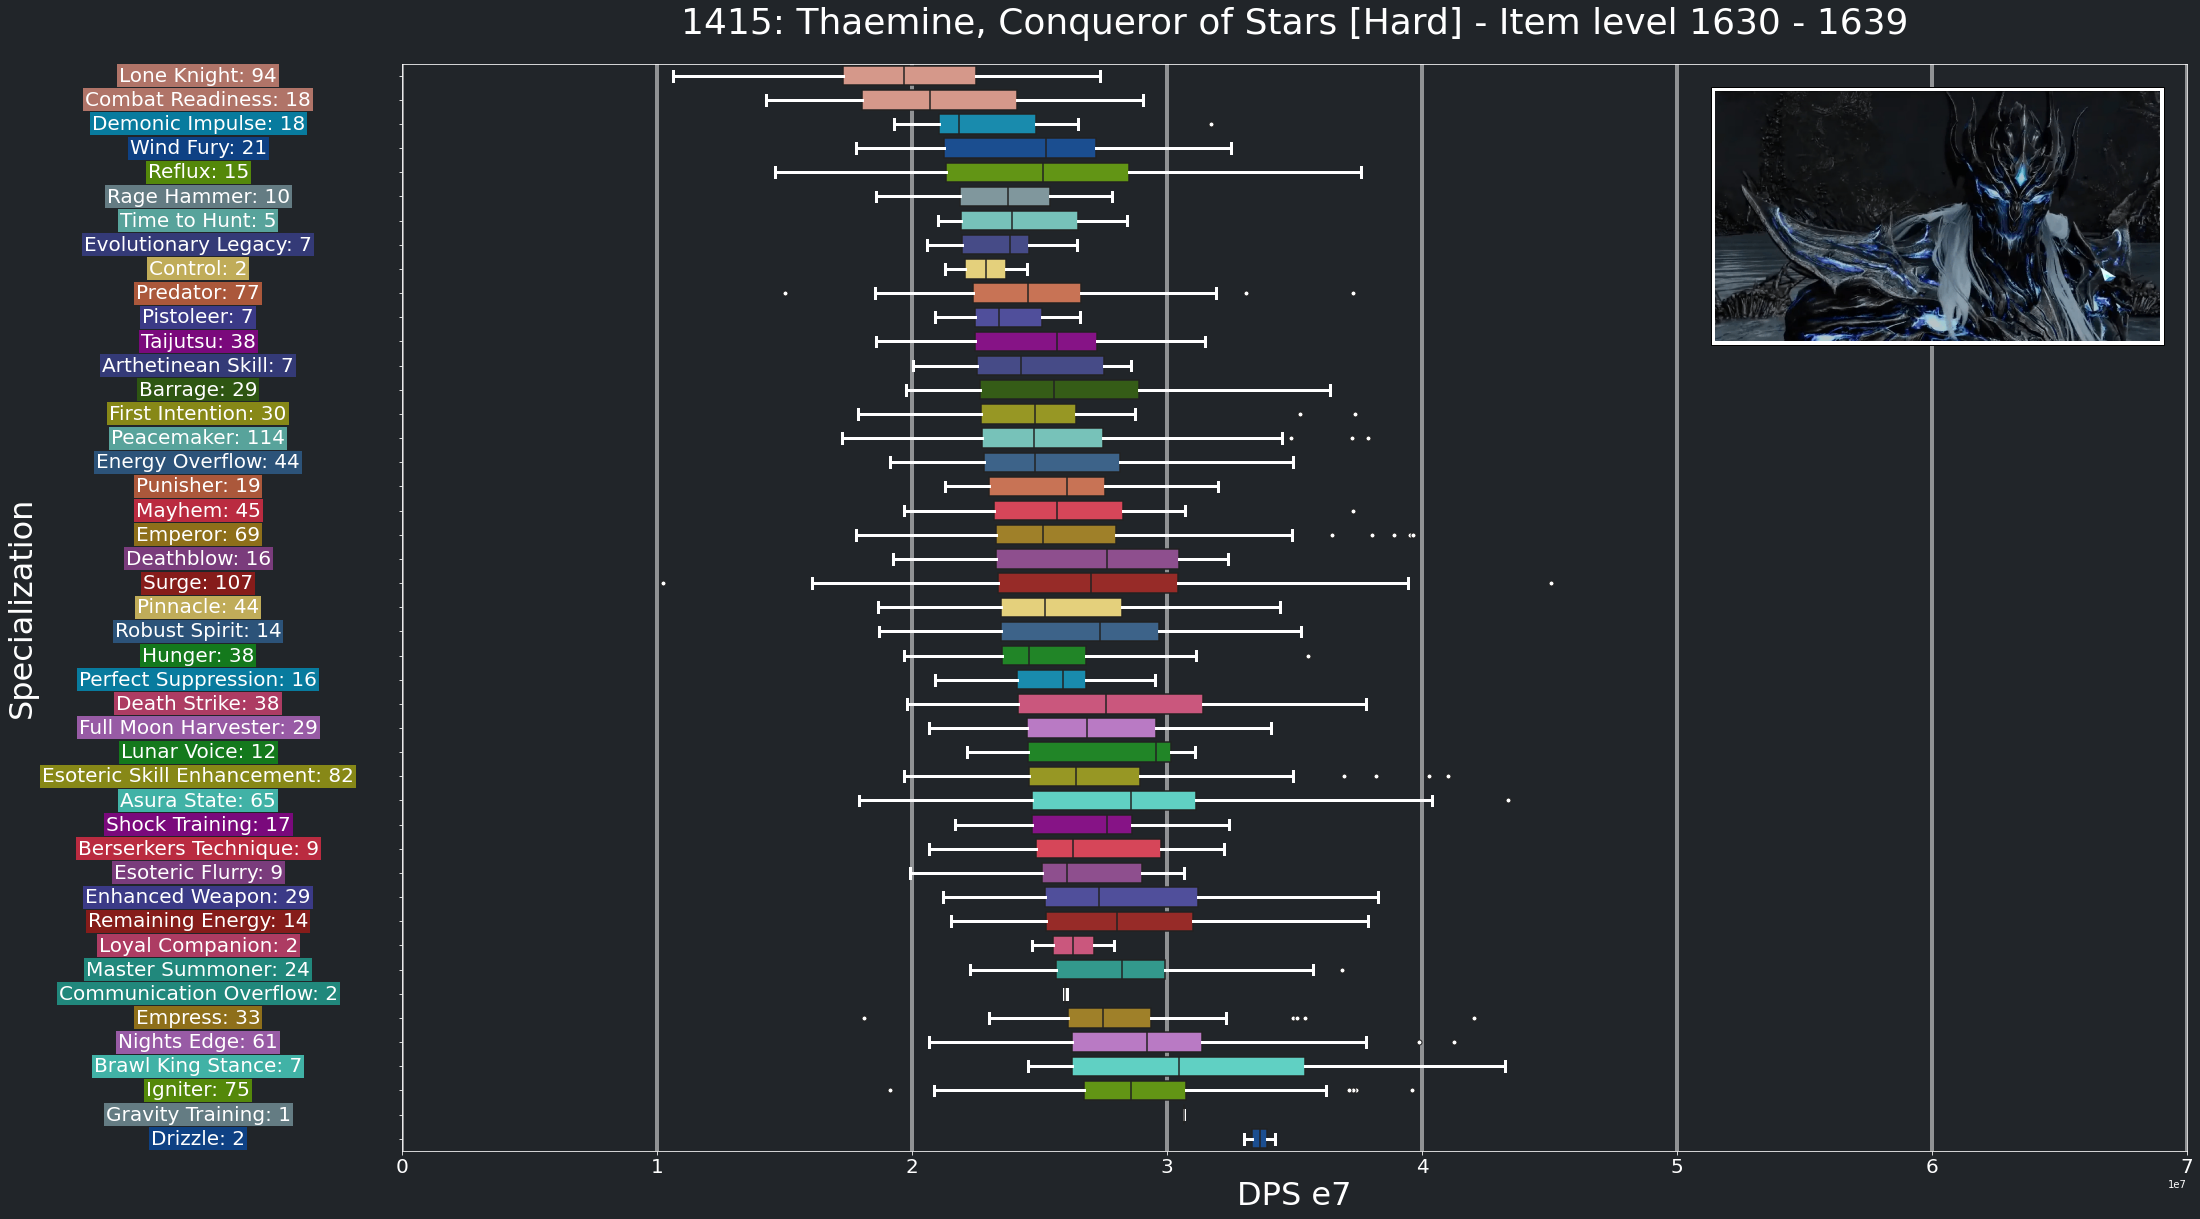 1415: Thaemine, Conqueror of Stars [Hard] - Item level 1630 - 1639
Specialization
Lone Knight: 94
Combat Readiness: 18
Demonic Impulse: 18
Wind Fury: 21
Reflux: 15
Rage Hammer: 10
Time to Hunt: 5
Evolutionary Legacy: 7
Control: 2
Predator: 77
Pistoleer: 7
Taijutsu: 38
Arthetinean Skill: 7
Barrage: 29
First Intention: 30
Peacemaker: 114
Energy Overflow: 44
Punisher: 19
Mayhem: 45
Emperor: 69
Deathblow: 16
Surge: 107
Pinnacle: 44
Robust Spirit: 14
Hunger: 38
Perfect Suppression: 16
Death Strike: 38
Full Moon Harvester: 29
Lunar Voice: 12
Esoteric Skill Enhancement: 82
Asura State: 65
Shock Training: 17
Berserkers Technique: 9
Esoteric Flurry: 9
Enhanced Weapon: 29
Remaining Energy: 14
Loyal Companion: 2
Master Summoner: 24
Communication Overflow: 2
Empress: 33
Nights Edge: 61
Brawl King Stance: 7
Igniter: 75
Gravity Training: 1
Drizzle: 2
0 1 2 3 4 5 6 7
1e7
DPS e7